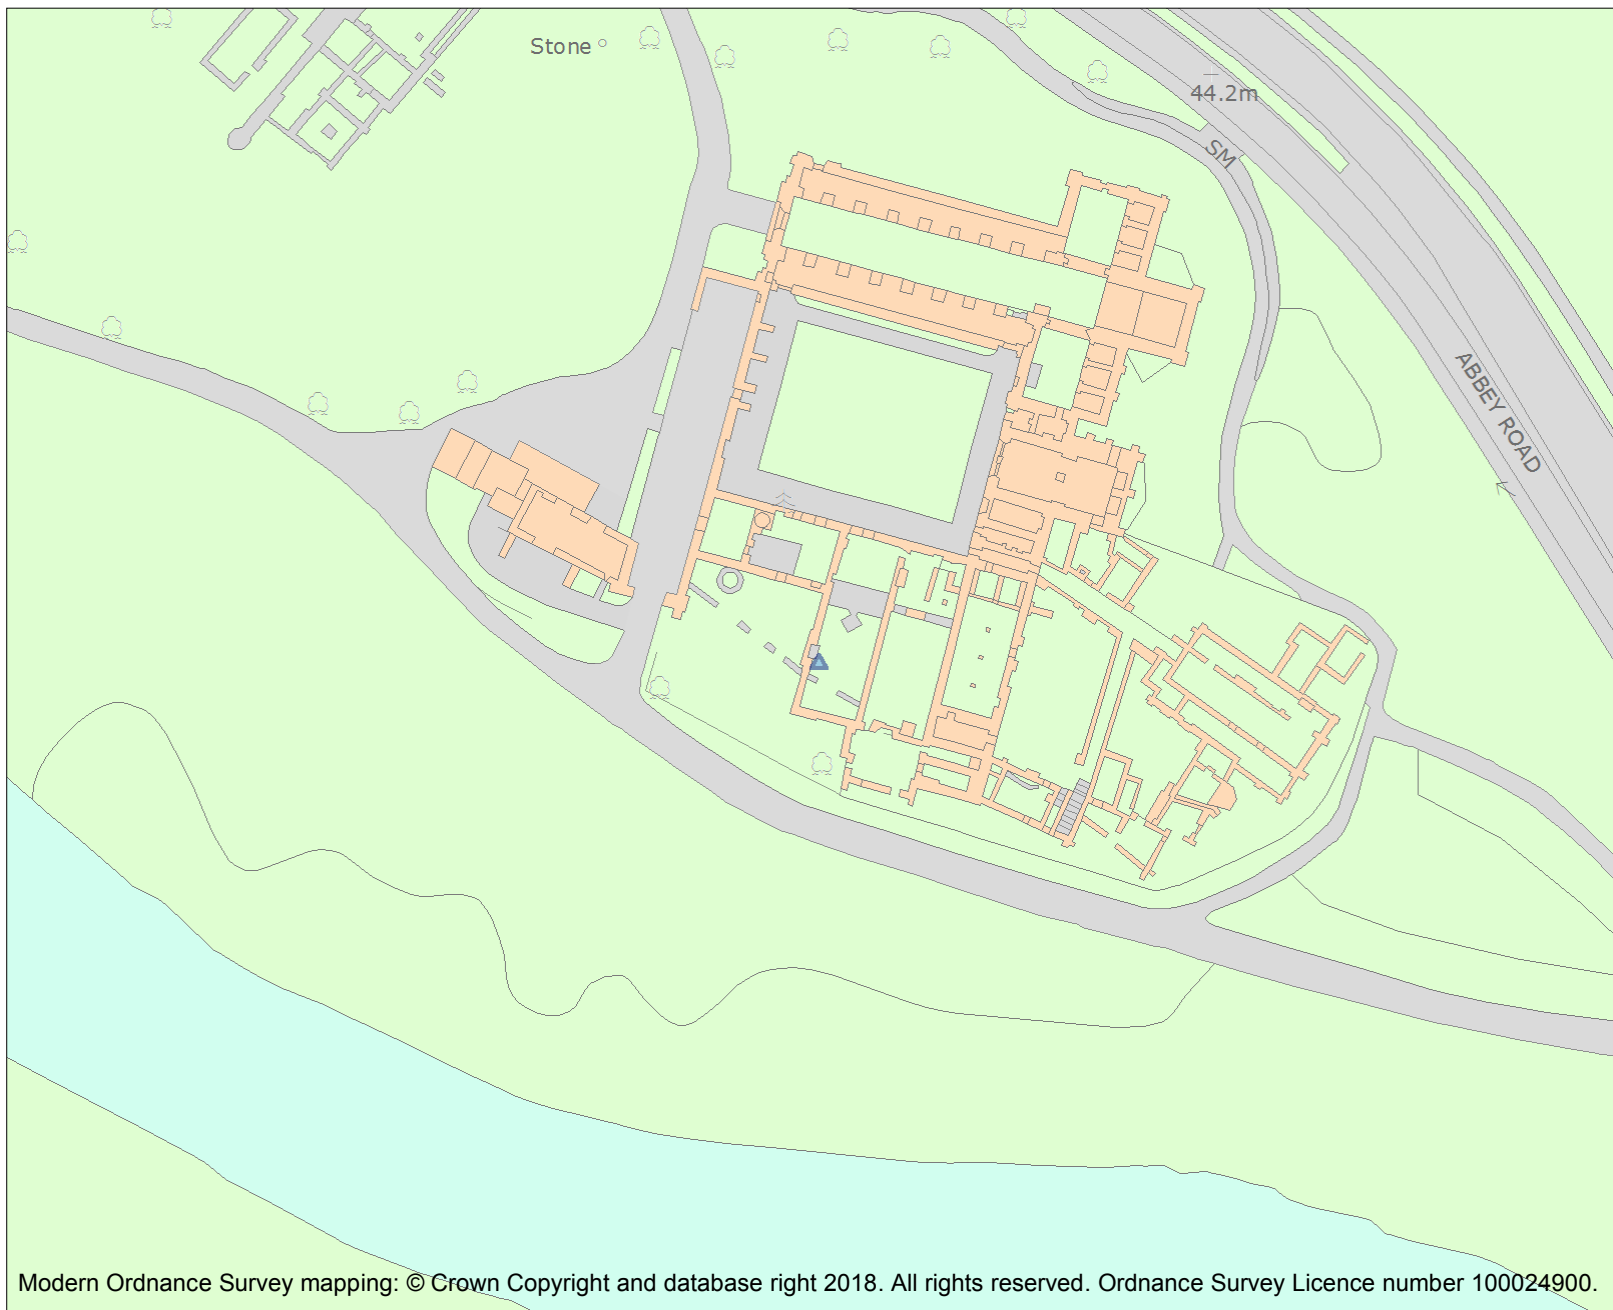 Stone
44.2m
SM
ABBEY ROAD
Modern Ordnance Survey mapping: © Crown Copyright and database right 2018. All rights reserved. Ordnance Survey Licence number 100024900.